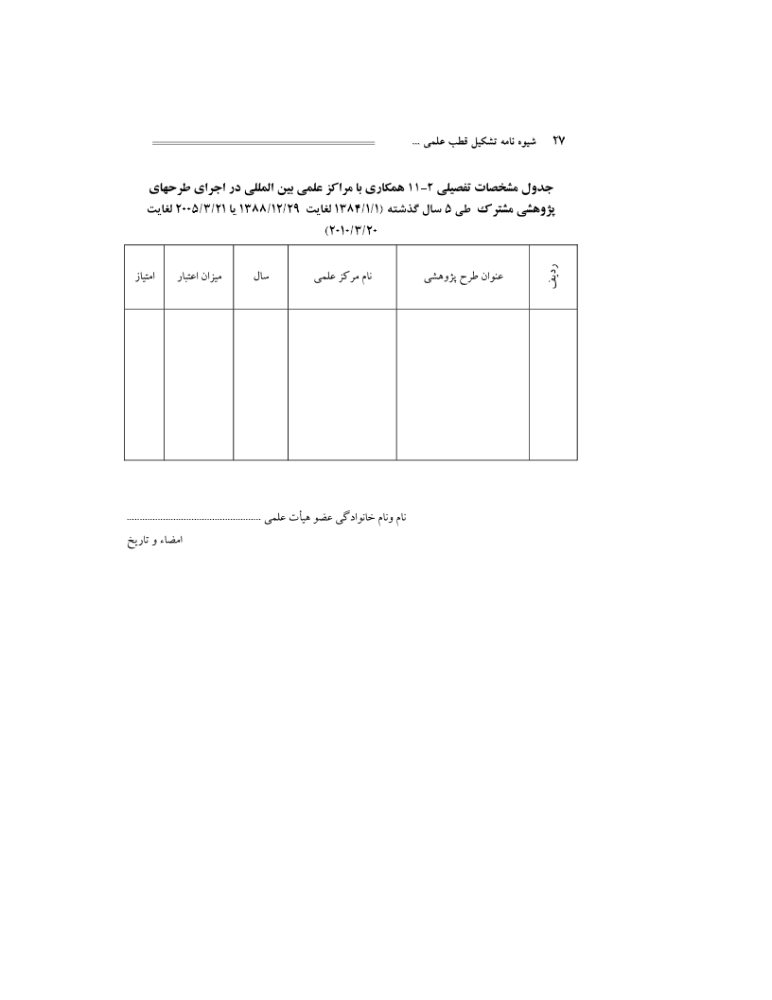 ۲۷ شیوه نامه تشکیل قطب علمی ...
جدول مشخصات تفصیلی ۲-۱۱ همکاری با مراکز علمی بین المللی در اجرای طرحهای
پژوهشی مشترک طی ۵ سال گذشته (۱۳۸۴/۱/۱ لغایت ۱۳۸۸/۱۲/۲۹ یا ۲۰۰۵/۳/۲۱ لغایت
۲۰۱۰/۳/۲۰)
ردیف عنوان طرح پژوهشی نام مرکز علمی سال میزان اعتبار امتیاز
نام ونام خانوادگی عضو هیأت علمی ....................................................
امضاء و تاریخ